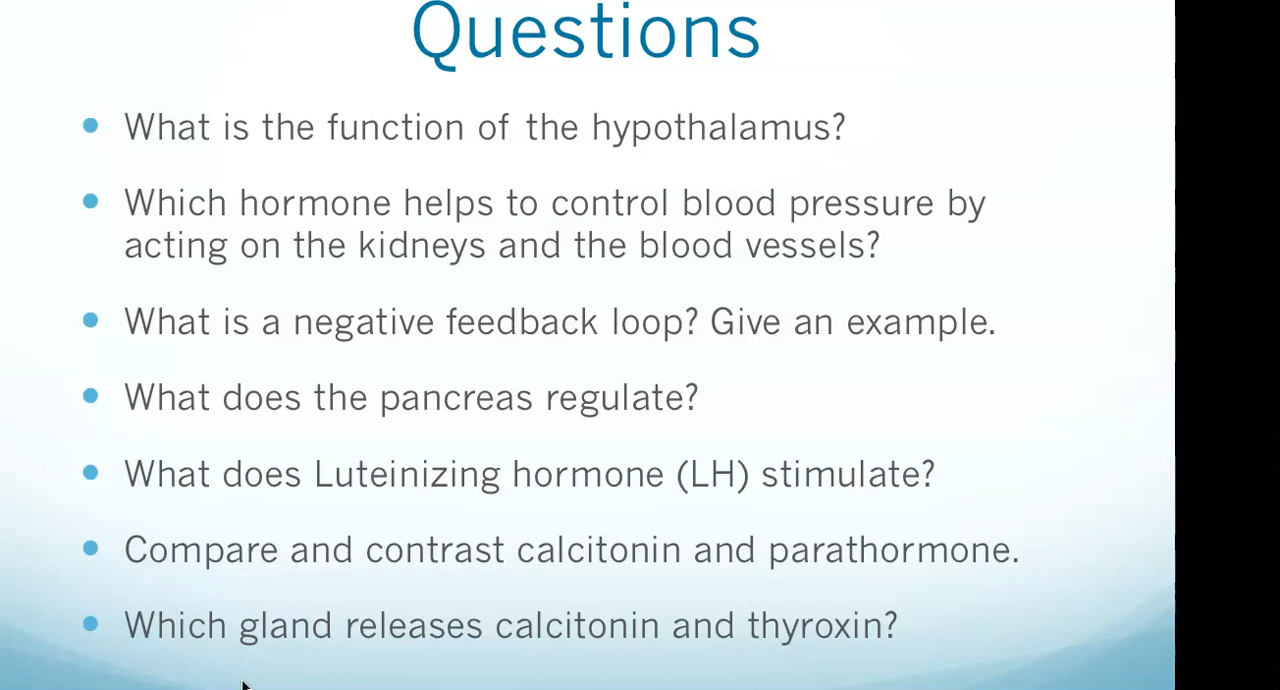 Questions
• What is the function of the hypothalamus?
• Which hormone helps to control blood pressure by
acting on the kidneys and the blood vessels?
• What is a negative feedback loop? Give an example.
• What does the pancreas regulate?
• What does Luteinizing hormone (LH) stimulate?
• Compare and contrast calcitonin and parathormone.
• Which gland releases calcitonin and thyroxin?